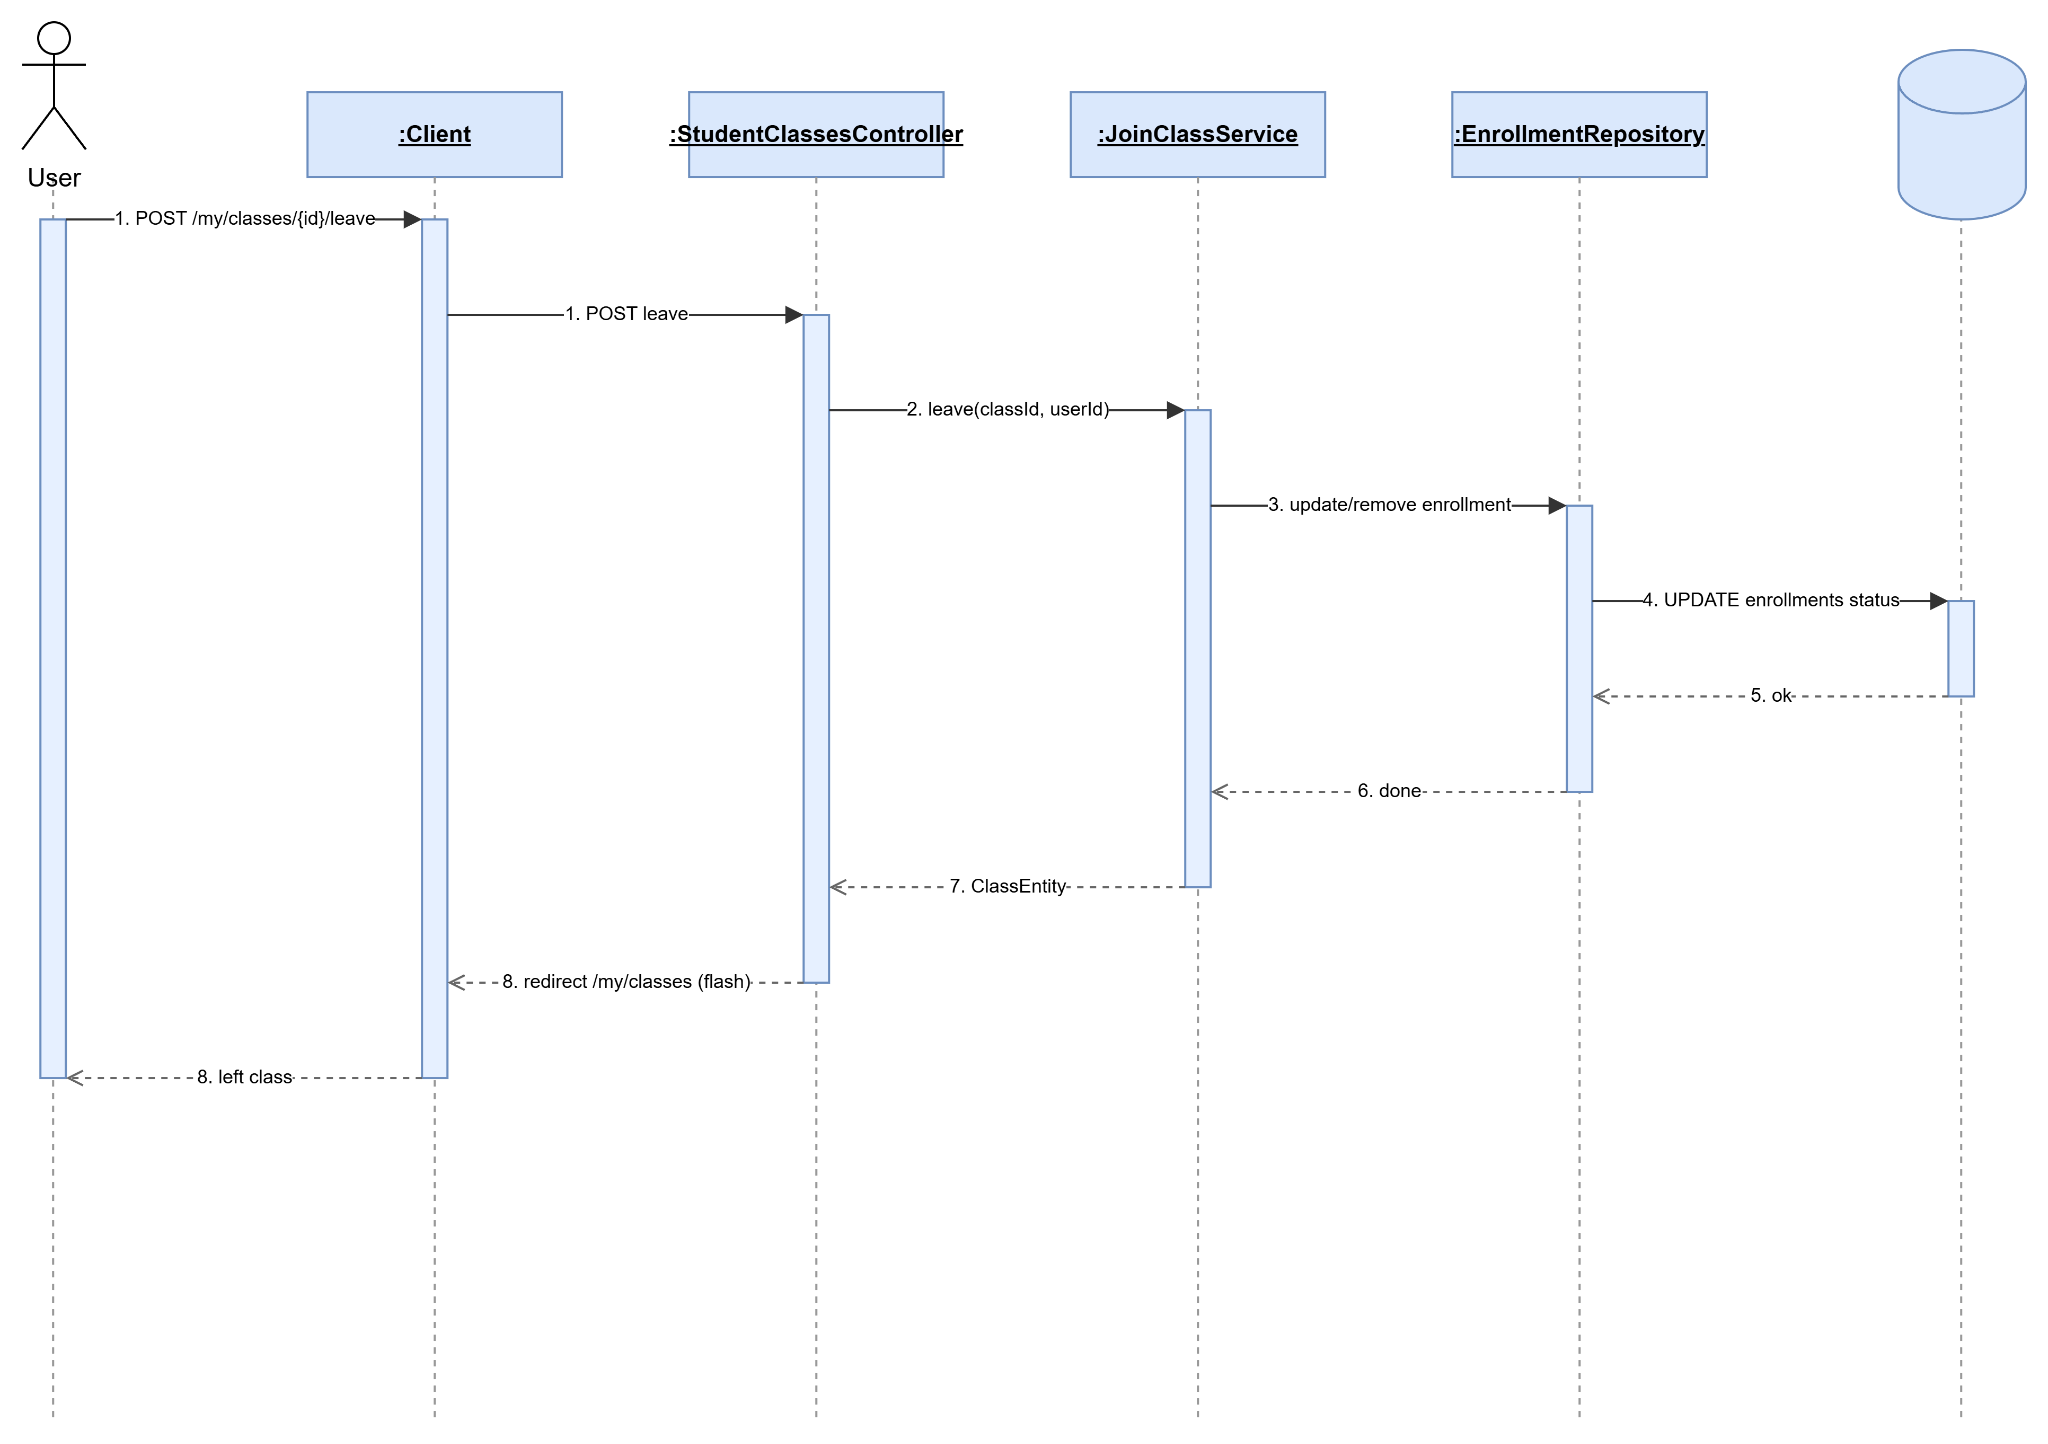 User
:Client
:StudentClassesController
:JoinClassService
:EnrollmentRepository
1. POST /my/classes/{id}/leave
1. POST leave
2. leave(classId, userId)
3. update/remove enrollment
4. UPDATE enrollments status
5. ok
6. done
7. ClassEntity
8. redirect /my/classes (flash)
8. left class